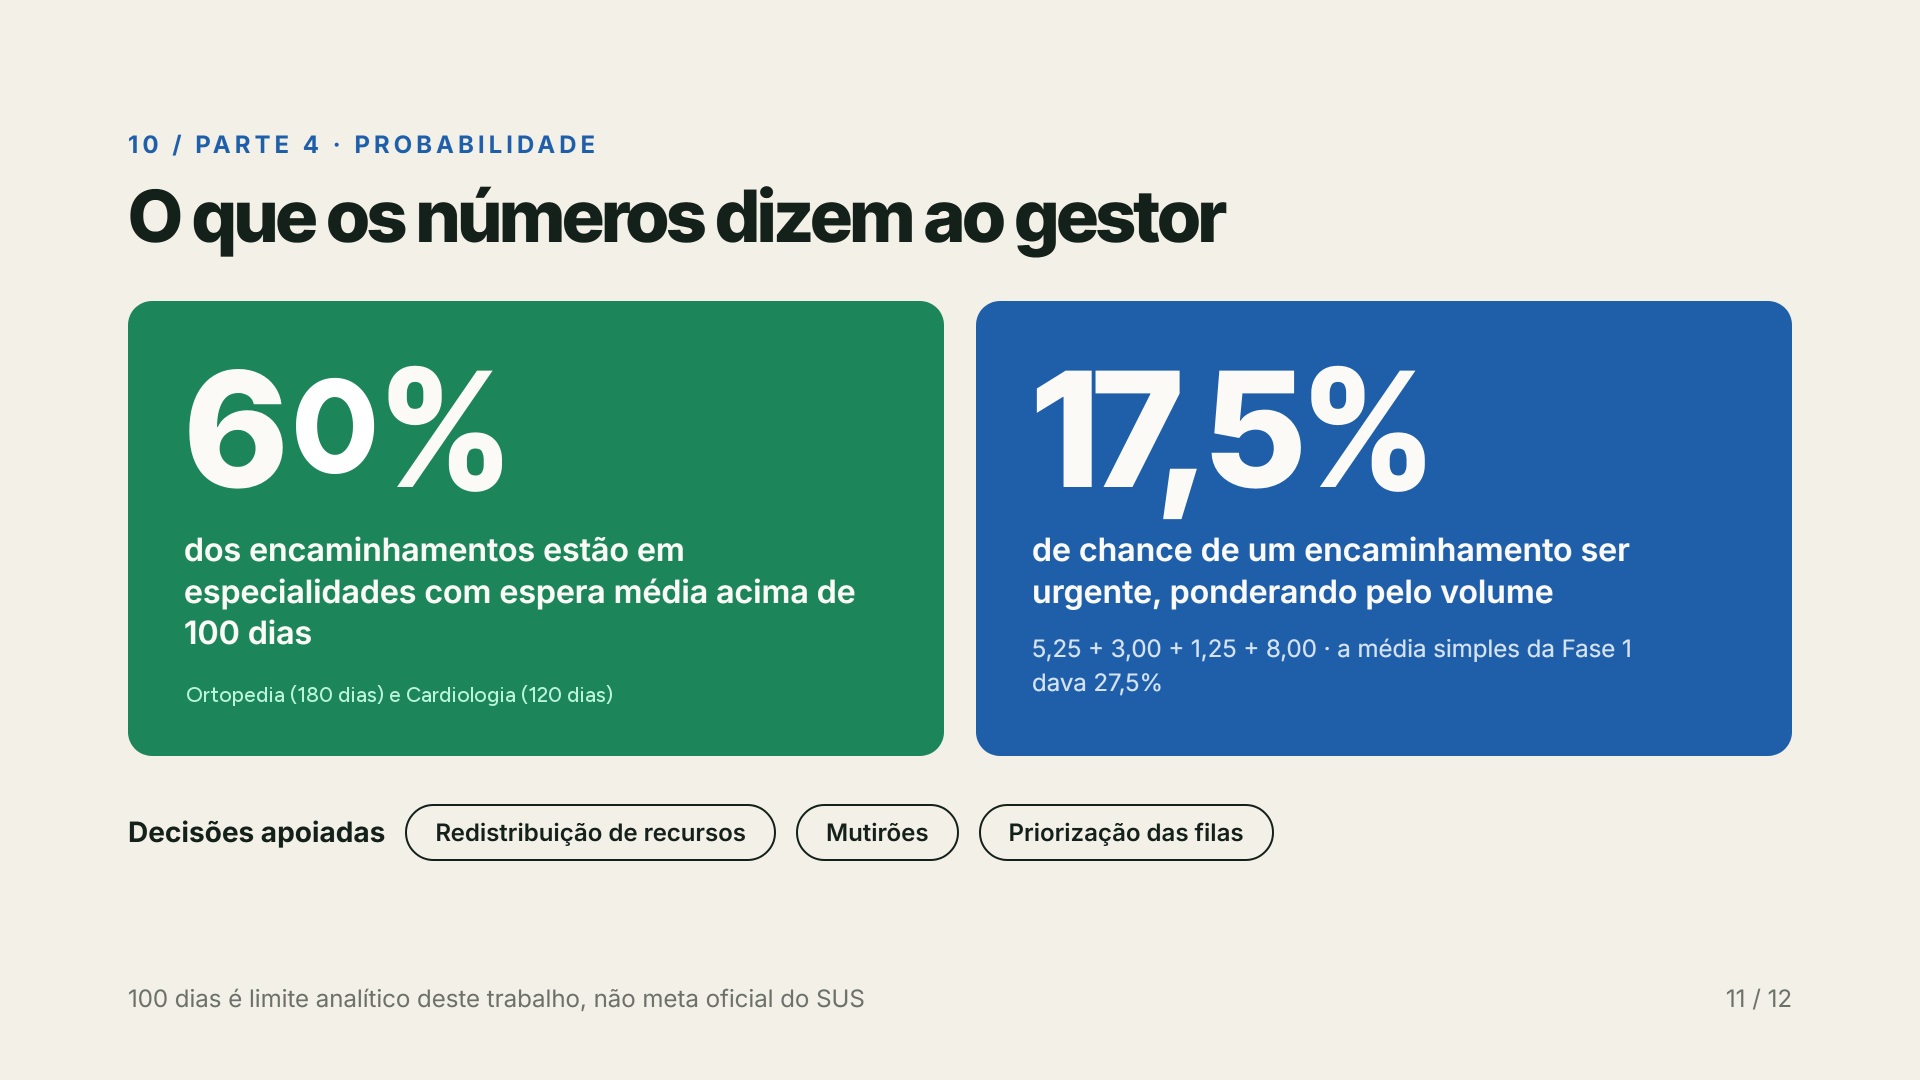 10 / PARTE 4 · PROBABILIDADE
O que os números dizem ao gestor
60%
dos encaminhamentos estão em
especialidades com espera média acima de
100 dias
Ortopedia (180 dias) e Cardiologia (120 dias)
17,5%
de chance de um encaminhamento ser
urgente, ponderando pelo volume
5,25 + 3,00 + 1,25 + 8,00 · a média simples da Fase 1
dava 27,5%
Decisões apoiadas
Redistribuição de recursos
Mutirões
Priorização das filas
100 dias é limite analítico deste trabalho, não meta oficial do SUS
11 / 12